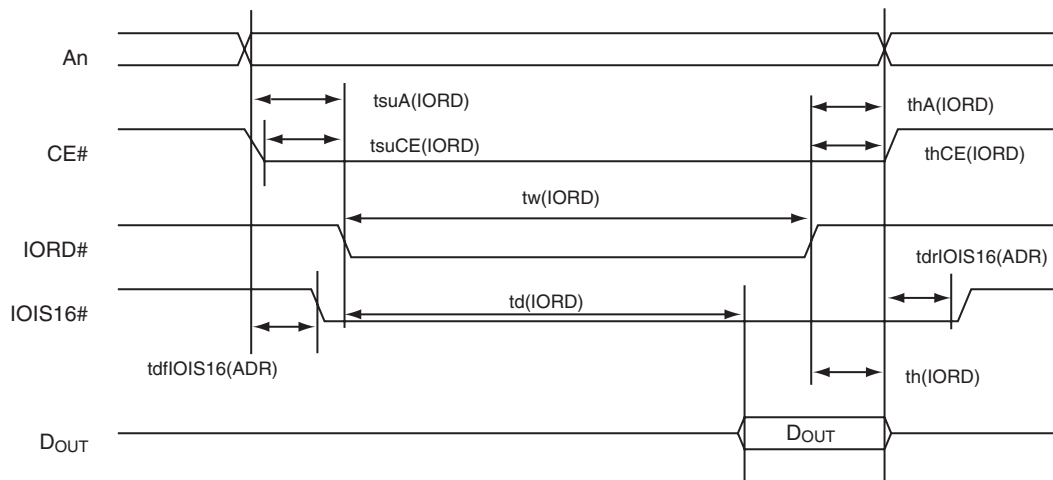 An
tsuA(IORD)
thA(IORD)
CE#
tsuCE(IORD)
thCE(IORD)
tw(IORD)
IORD#
tdrIOIS16(ADR)
IOIS16#
td(IORD)
tdfIOIS16(ADR)
th(IORD)
DOUT
DOUT